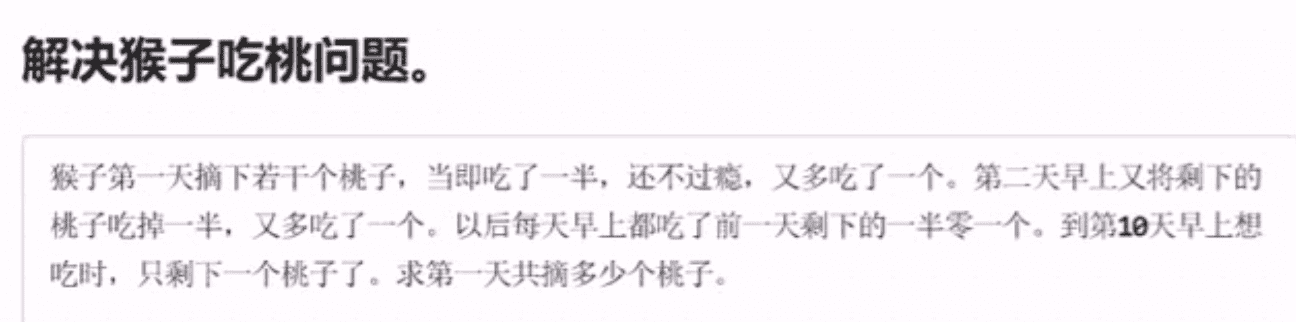 解决猴子吃桃问题。
猴子第一天摘下若干个桃子，当即吃了一半，还不过瘾，又多吃了一个。第二天早上又将剩下的
桃子吃掉一半，又多吃了一个。以后每天早上都吃了前一天剩下的一半零一个。到第10天早上想
吃时，只剩下一个桃子了。求第一天共摘多少个桃子。